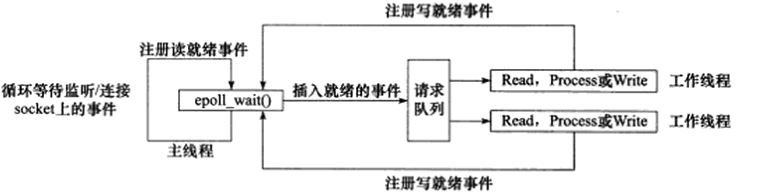 注册写就绪事件
注册读就绪事件
循环等待监听/连接
socket上的事件
epoll_wait()
插入就绪的事件
请求
队列
Read，Process或Write
工作线程
Read，Process或Write
工作线程
主线程
注册写就绪事件